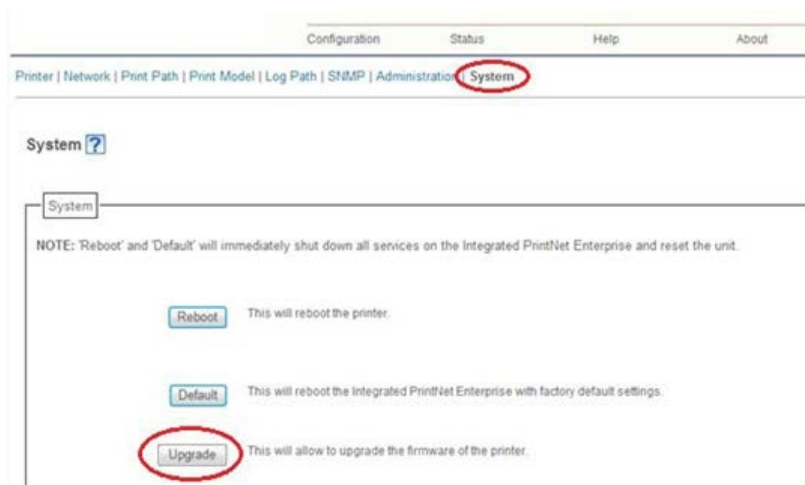 Configuration Status Help About
Printer | Network | Print Path | Print Model | Log Path | SNMP | Administration | System
System ?
System
NOTE: 'Reboot' and 'Default' will immediately shut down all services on the Integrated PrintNet Enterprise and reset the unit.
Reboot This will reboot the printer.
Default This will reboot the Integrated PrintNet Enterprise with factory default settings.
Upgrade This will allow to upgrade the firmware of the printer.